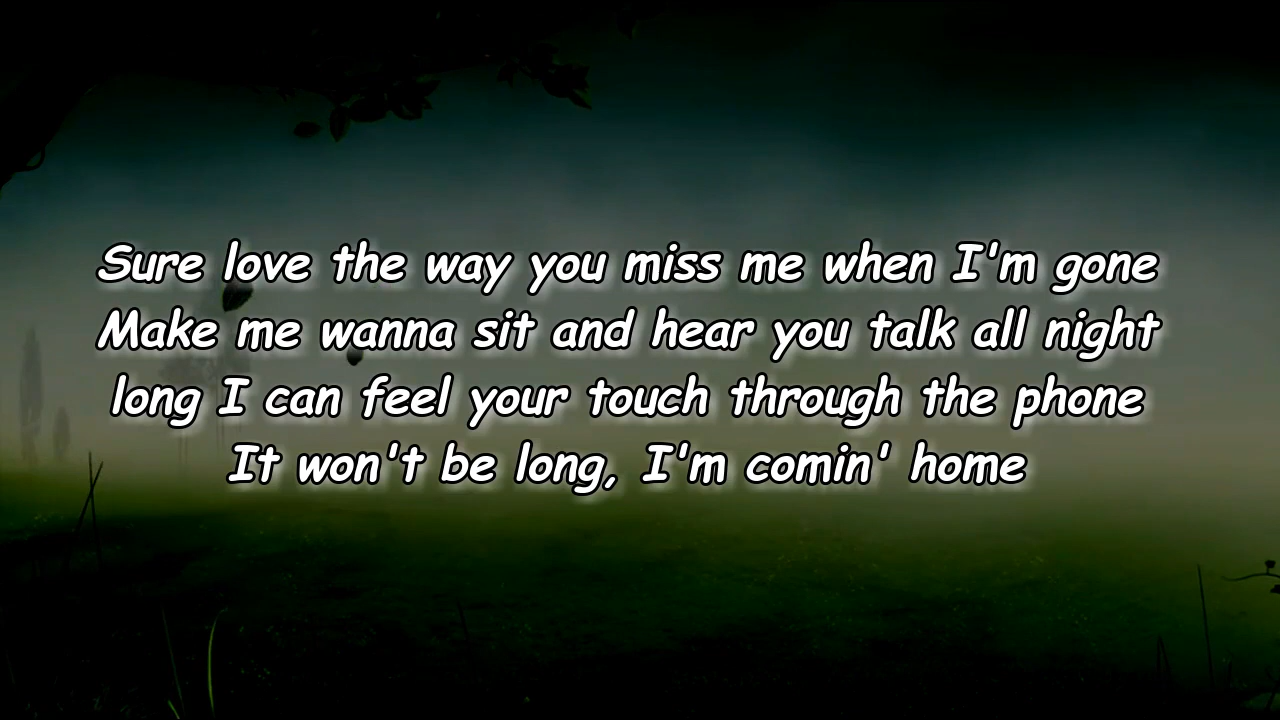 Sure love the way you miss me when I'm gone
Make me wanna sit and hear you talk all night
long I can feel your touch through the phone
It won't be long, I'm comin' home